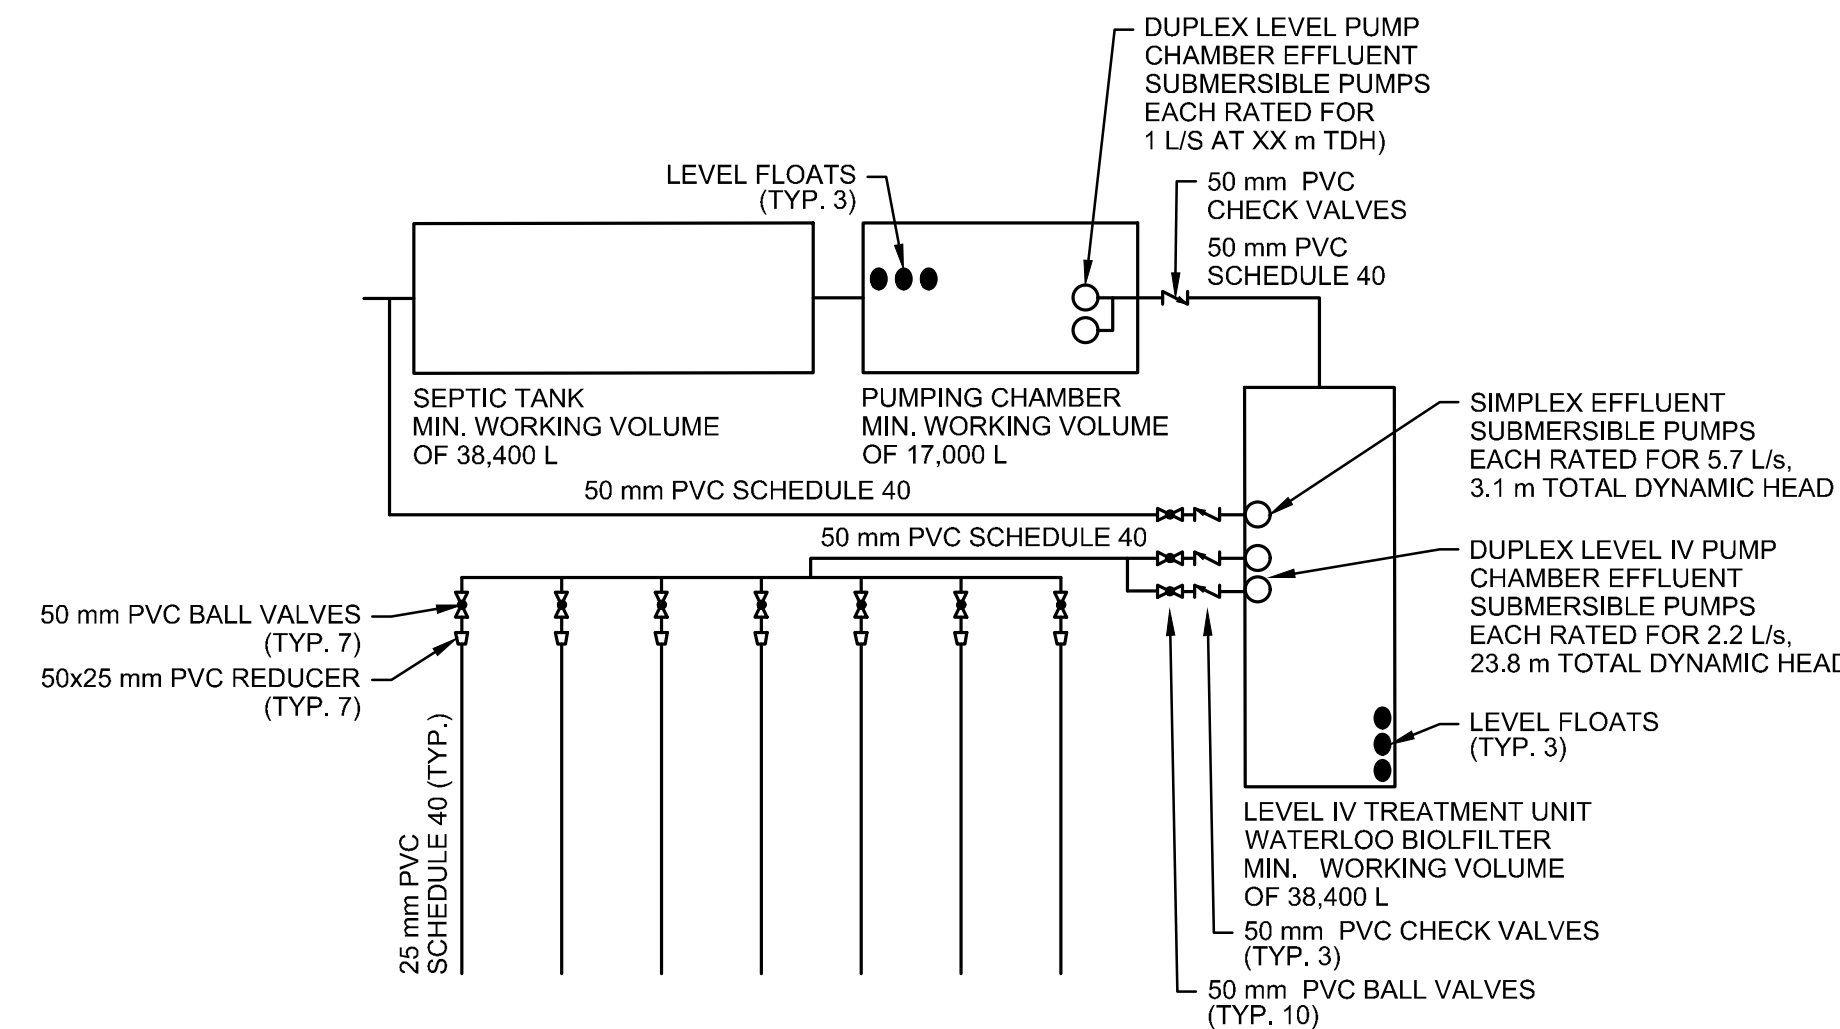 DUPLEX LEVEL PUMP
CHAMBER EFFLUENT
SUBMERSIBLE PUMPS
EACH RATED FOR
1 L/S AT XX m TDH)
LEVEL FLOATS
(TYP. 3)
50 mm PVC
CHECK VALVES
50 mm PVC
SCHEDULE 40
SEPTIC TANK
MIN. WORKING VOLUME
OF 38,400 L
PUMPING CHAMBER
MIN. WORKING VOLUME
OF 17,000 L
SIMPLEX EFFLUENT
SUBMERSIBLE PUMPS
EACH RATED FOR 5.7 L/s,
3.1 m TOTAL DYNAMIC HEAD
50 mm PVC SCHEDULE 40
50 mm PVC SCHEDULE 40
DUPLEX LEVEL IV PUMP
CHAMBER EFFLUENT
SUBMERSIBLE PUMPS
EACH RATED FOR 2.2 L/s,
23.8 m TOTAL DYNAMIC HEAD
50 mm PVC BALL VALVES
(TYP. 7)
50x25 mm PVC REDUCER
(TYP. 7)
25 mm PVC
SCHEDULE 40 (TYP.)
LEVEL FLOATS
(TYP. 3)
LEVEL IV TREATMENT UNIT
WATERLOO BIOLFILTER
MIN. WORKING VOLUME
OF 38,400 L
50 mm PVC CHECK VALVES
(TYP. 3)
50 mm PVC BALL VALVES
(TYP. 10)